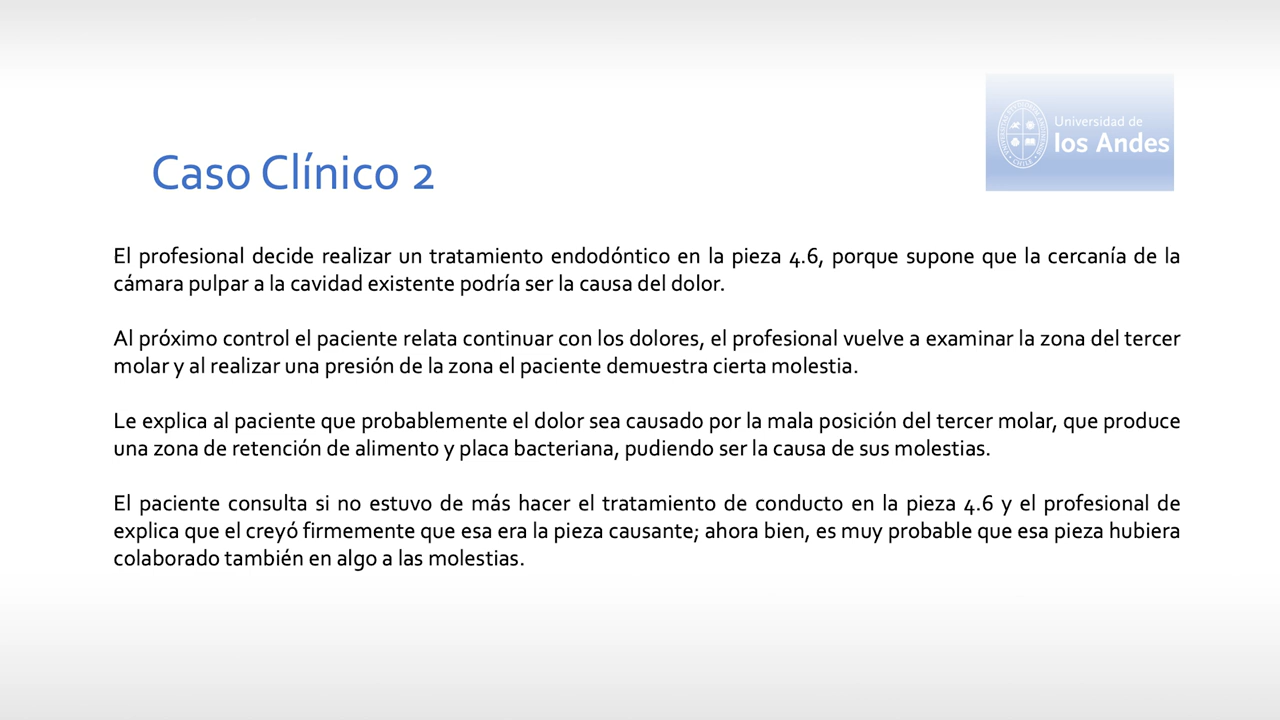 Universidad de
los Andes
Caso Clínico 2
El profesional decide realizar un tratamiento endodóntico en la pieza 4.6, porque supone que la cercanía de la
cámara pulpar a la cavidad existente podría ser la causa del dolor.
Al próximo control el paciente relata continuar con los dolores, el profesional vuelve a examinar la zona del tercer
molar y al realizar una presión de la zona el paciente demuestra cierta molestia.
Le explica al paciente que probablemente el dolor sea causado por la mala posición del tercer molar, que produce
una zona de retención de alimento y placa bacteriana, pudiendo ser la causa de sus molestias.
El paciente consulta si no estuvo de más hacer el tratamiento de conducto en la pieza 4.6 y el profesional de
explica que el creyó firmemente que esa era la pieza causante; ahora bien, es muy probable que esa pieza hubiera
colaborado también en algo a las molestias.